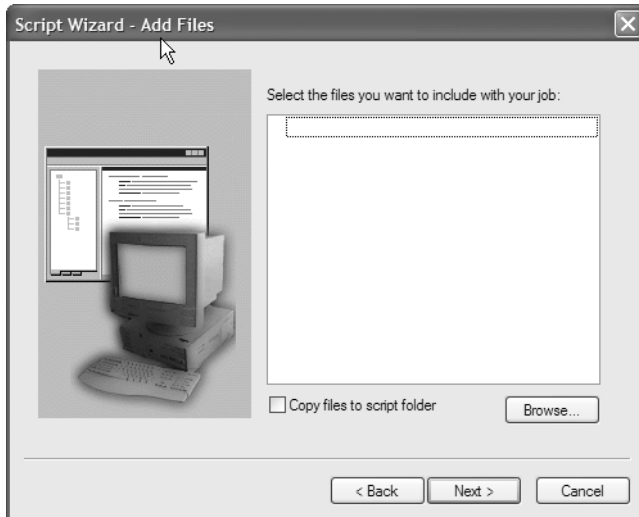 Script Wizard - Add Files
Select the files you want to include with your job:
Copy files to script folder
Browse...
< Back
Next >
Cancel